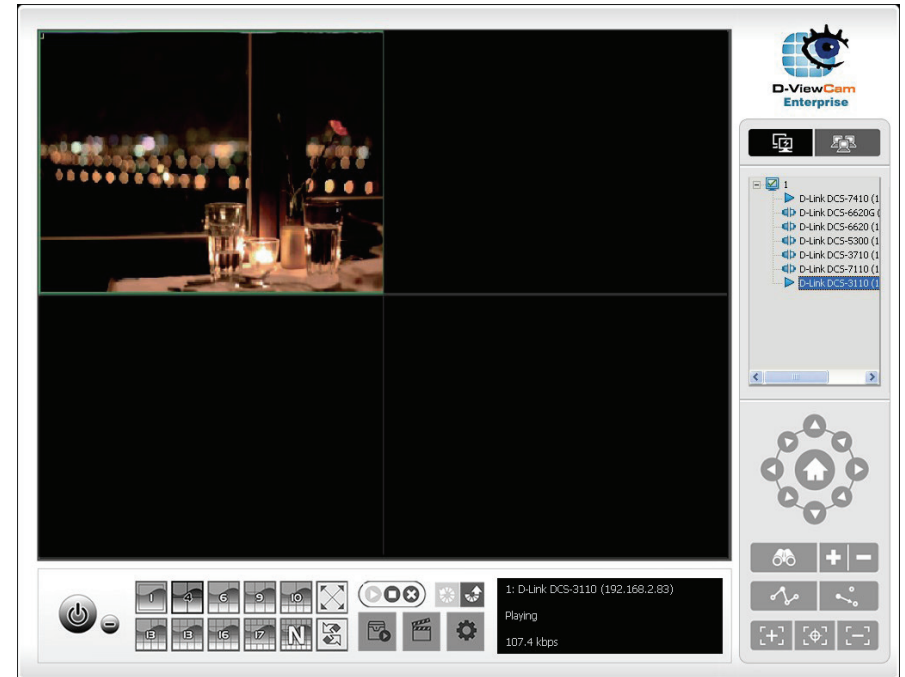 D-ViewCam
Enterprise
1
D-Link DCS-7410 (1
D-Link DCS-6620G (
D-Link DCS-6620 (1
D-Link DCS-5300 (1
D-Link DCS-3710 (1
D-Link DCS-7110 (1
D-Link DCS-3110 (1
1 4 6 9 10
13 13 16 17 N
1: D-Link DCS-3110 (192.168.2.83)
Playing
107.4 kbps